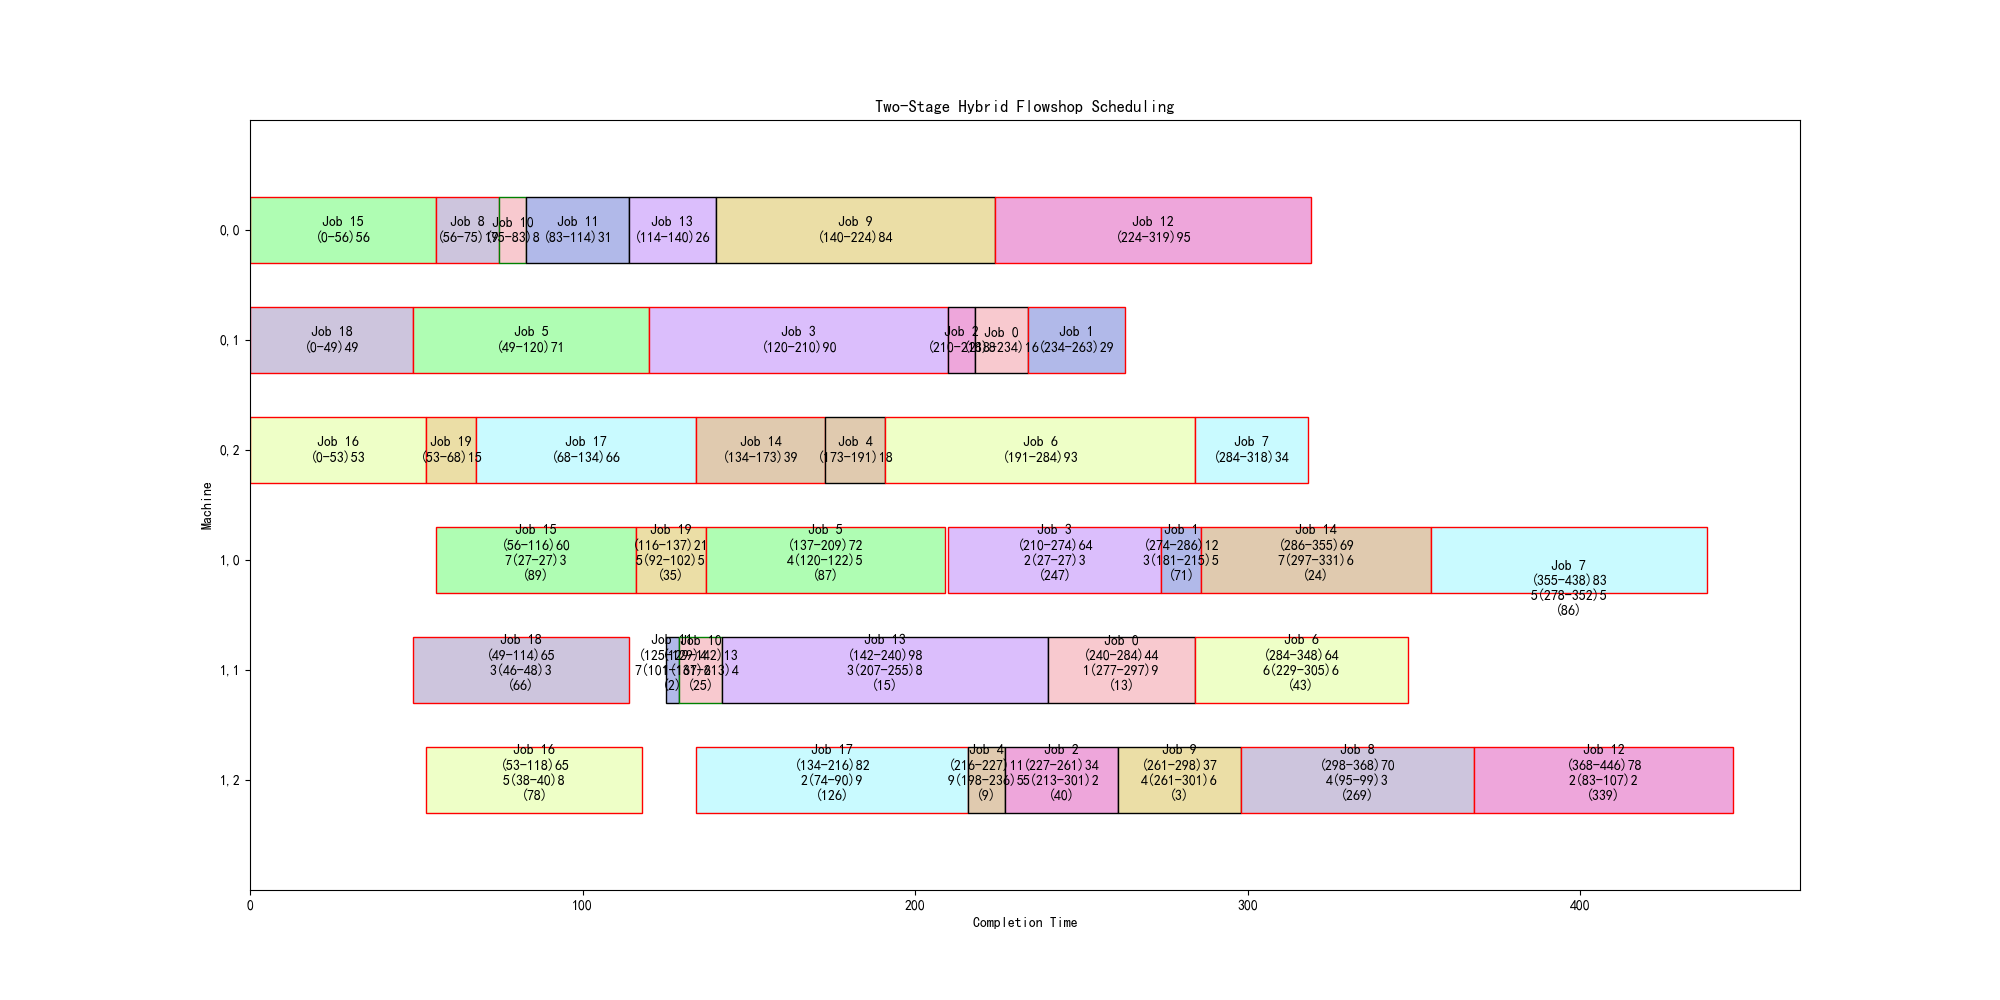 Two-Stage Hybrid Flowshop Scheduling
0,0
Job 15
(0-56)56
Job 8
(56-75)19
Job 10
(75-83)8
Job 11
(83-114)31
Job 13
(114-140)26
Job 9
(140-224)84
Job 12
(224-319)95
0,1
Job 18
(0-49)49
Job 5
(49-120)71
Job 3
(120-210)90
Job 2
(210-218)8
Job 0
(218-234)16
Job 1
(234-263)29
0,2
Job 16
(0-53)53
Job 19
(53-68)15
Job 17
(68-134)66
Job 14
(134-173)39
Job 4
(173-191)18
Job 6
(191-284)93
Job 7
(284-318)34
Machine
1,0
Job 15
(56-116)60
7(27-27)3
(89)
Job 19
(116-137)21
5(92-102)5
(35)
Job 5
(137-209)72
4(120-122)5
(87)
Job 3
(210-274)64
2(27-27)3
(247)
Job 1
(274-286)12
3(181-215)5
(71)
Job 14
(286-355)69
7(297-331)6
(24)
Job 7
(355-438)83
5(278-352)5
(86)
1,1
Job 18
(49-114)65
3(46-48)3
(66)
Job 11
(125-129)4
(2)
Job 10
(129-142)13
(25)
Job 13
(142-240)98
3(207-255)8
(15)
Job 0
(240-284)44
1(277-297)9
(13)
Job 6
(284-348)64
6(229-305)6
(43)
1,2
Job 16
(53-118)65
5(38-40)8
(78)
Job 17
(134-216)82
2(74-90)9
(126)
Job 4
(216-227)11
9(198-236)5
(9)
Job 2
(227-261)34
5(213-301)2
(40)
Job 9
(261-298)37
4(261-301)6
(3)
Job 8
(298-368)70
4(95-99)3
(269)
Job 12
(368-446)78
2(83-107)2
(339)
0 100 200 300 400
Completion Time